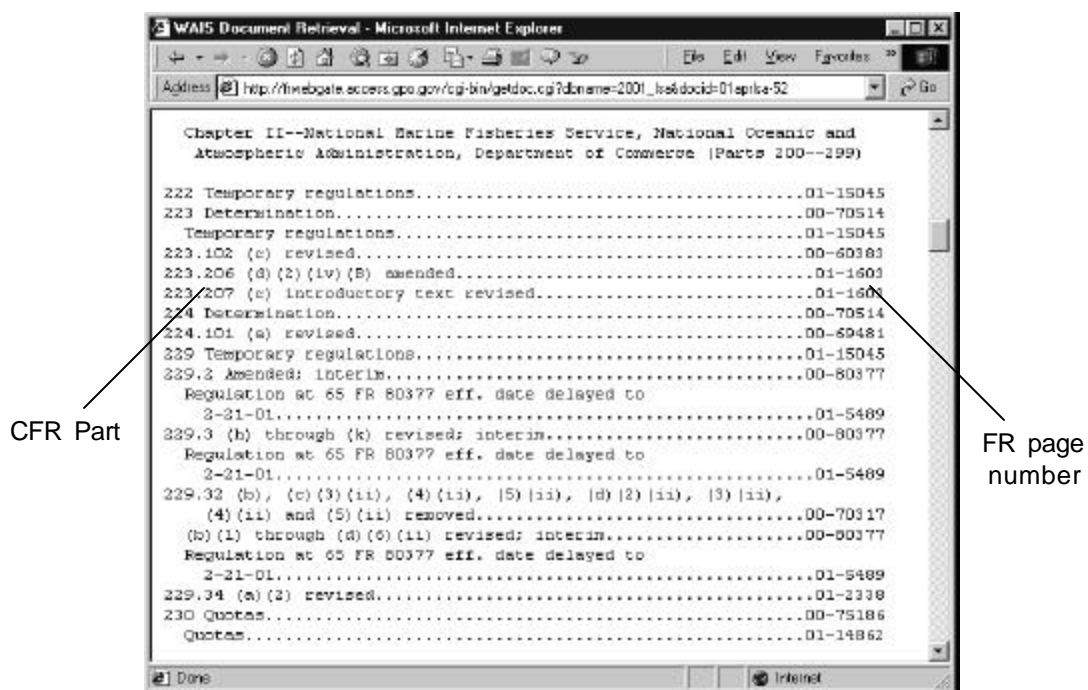 WAIS Document Retrieval - Microsoft Internet Explorer
File Edit View Favorites »
Address http://frwebgate.access.gpo.gov/cgi-bin/getdoc.cgi?dbname=2001_lsa&docid=01aprlsa-52 Go
Chapter II--National Marine Fisheries Service, National Oceanic and
Atmospheric Administration, Department of Commerce (Parts 200--299)
222 Temporary regulations...........................................01-15045
223 Determination...................................................00-70514
Temporary regulations.............................................01-15045
223.102 (c) revised.................................................00-60383
223.206 (d)(2)(iv)(B) amended........................................01-1603
223.207 (c) introductory text revised................................01-1603
224 Determination...................................................00-70514
224.101 (a) revised.................................................00-69481
229 Temporary regulations...........................................01-15045
229.2 Amended; interim..............................................00-80377
Regulation at 65 FR 80377 eff. date delayed to
2-21-01............................................................01-5489
229.3 (h) through (k) revised; interim..............................00-80377
Regulation at 65 FR 80377 eff. date delayed to
2-21-01............................................................01-5489
229.32 (b), (c)(3)(ii), (4)(ii), (5)(ii), (d)(2)(ii), (3)(ii),
(4)(ii) and (5)(ii) removed.....................................00-70317
(b)(1) through (d)(6)(ii) revised; interim........................00-80377
Regulation at 65 FR 80377 eff. date delayed to
2-21-01............................................................01-5489
229.34 (a)(2) revised................................................01-2338
230 Quotas..........................................................00-75186
Quotas............................................................01-14862
CFR Part
FR page
number
Done Internet